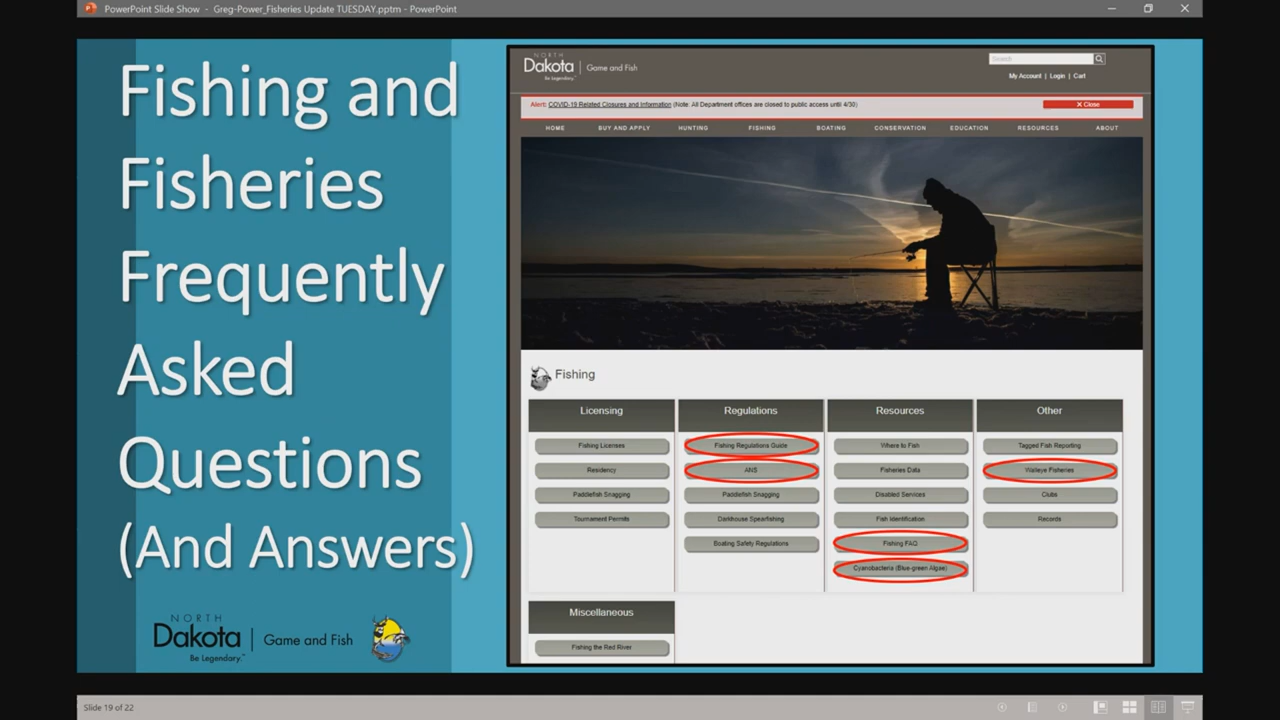 PowerPoint Slide Show - Greg-Power_Fisheries Update TUESDAY.pptm - PowerPoint
Fishing and
Fisheries
Frequently
Asked
Questions
(And Answers)
NORTH
Dakota | Game and Fish
Be Legendary.™
NORTH
Dakota | Game and Fish
Be Legendary.™
Search
My Account | Login | Cart
Alert: COVID-19 Related Closures and Information (Note: All Department offices are closed to public access until 4/30)
X Close
HOME BUY AND APPLY HUNTING FISHING BOATING CONSERVATION EDUCATION RESOURCES ABOUT
Fishing
Licensing
Fishing Licenses
Residency
Paddlefish Snagging
Tournament Permits
Regulations
Fishing Regulations Guide
ANS
Paddlefish Snagging
Darkhouse Spearfishing
Boating Safety Regulations
Resources
Where to Fish
Fisheries Data
Disabled Services
Fish Identification
Fishing FAQ
Cyanobacteria (Blue-green Algae)
Other
Tagged Fish Reporting
Walleye Fisheries
Clubs
Records
Miscellaneous
Fishing the Red River
Slide 19 of 22